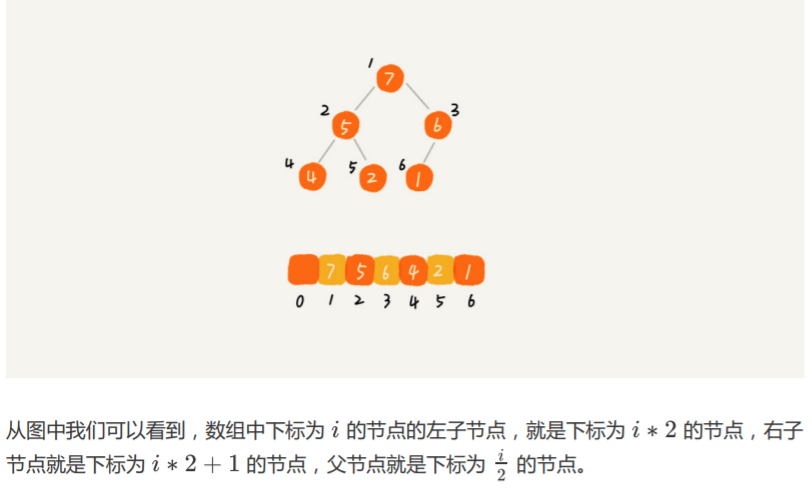 1
7
2 3
5 6
4 5 6
4 2 1
7 5 6 4 2 1
0 1 2 3 4 5 6
从图中我们可以看到，数组中下标为 i 的节点的左子节点，就是下标为 i ∗ 2 的节点，右子
节点就是下标为 i ∗ 2 + 1 的节点，父节点就是下标为 i/2 的节点。